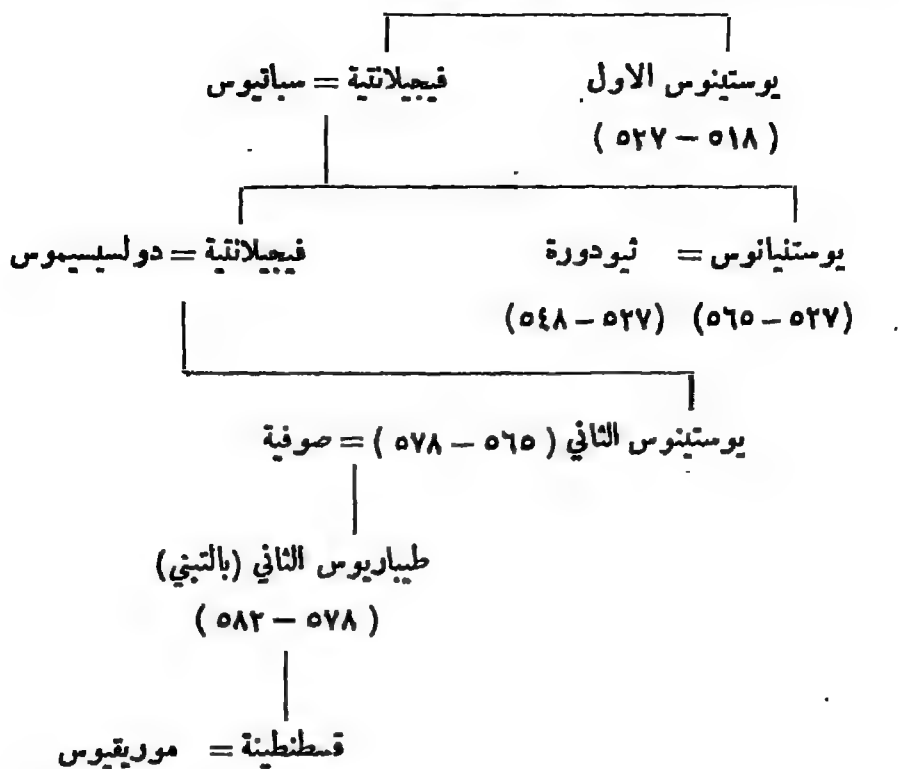 يوستينوس الاول    فيجيلانتية = سباتيوس
( ٥١٨ – ٥٢٧ )
يوستنيانوس = ثيودورة    فيجيلانتية = دولسيسيموس
(٥٢٧ – ٥٦٥)    (٥٢٧ – ٥٤٨)
يوستينوس الثاني ( ٥٦٥ – ٥٧٨ ) = صوفية
طيباريوس الثاني (بالتبني)
( ٥٧٨ – ٥٨٢ )
قسطنطينة = موريقيوس